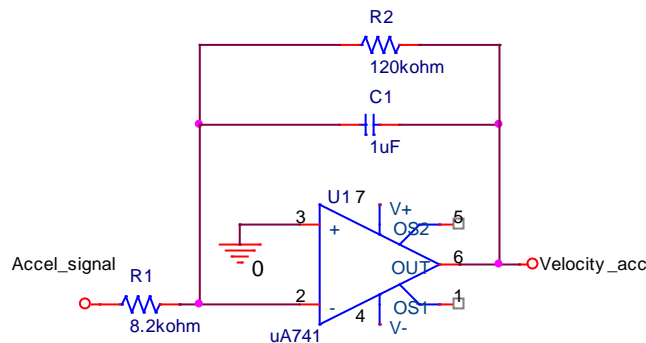 R2
120kohm
C1
1uF
U1 7
V+
5
3
+
OS2
0
OUT
6
Accel_signal
Velocity_acc
R1
2
-
OS1
1
8.2kohm
4
uA741
V-